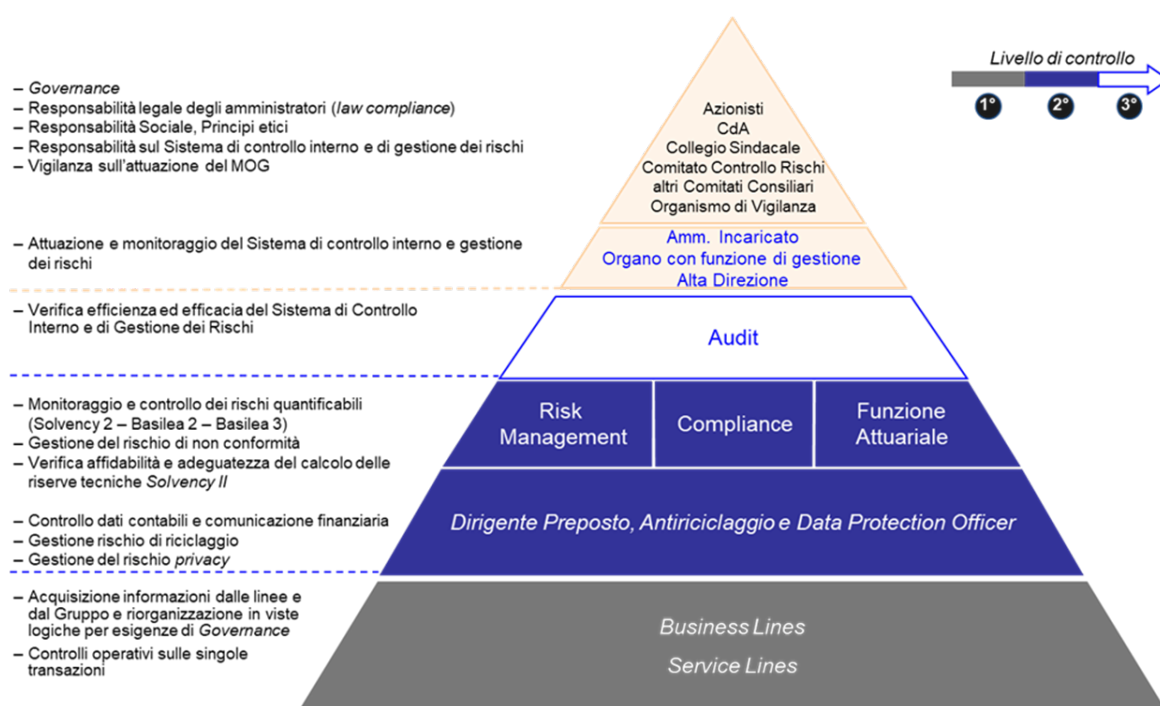 Livello di controllo
1° 2° 3°
– Governance
– Responsabilità legale degli amministratori (law compliance)
– Responsabilità Sociale, Principi etici
– Responsabilità sul Sistema di controllo interno e di gestione dei rischi
– Vigilanza sull'attuazione del MOG
Azionisti
CdA
Collegio Sindacale
Comitato Controllo Rischi
altri Comitati Consiliari
Organismo di Vigilanza
– Attuazione e monitoraggio del Sistema di controllo interno e gestione
dei rischi
Amm. Incaricato
Organo con funzione di gestione
Alta Direzione
– Verifica efficienza ed efficacia del Sistema di Controllo
Interno e di Gestione dei Rischi
Audit
– Monitoraggio e controllo dei rischi quantificabili
(Solvency 2 – Basilea 2 – Basilea 3)
– Gestione del rischio di non conformità
– Verifica affidabilità e adeguatezza del calcolo delle
riserve tecniche Solvency II
Risk
Management
Compliance
Funzione
Attuariale
– Controllo dati contabili e comunicazione finanziaria
– Gestione rischio di riciclaggio
– Gestione del rischio privacy
Dirigente Preposto, Antiriciclaggio e Data Protection Officer
– Acquisizione informazioni dalle linee e
dal Gruppo e riorganizzazione in viste
logiche per esigenze di Governance
– Controlli operativi sulle singole
transazioni
Business Lines
Service Lines